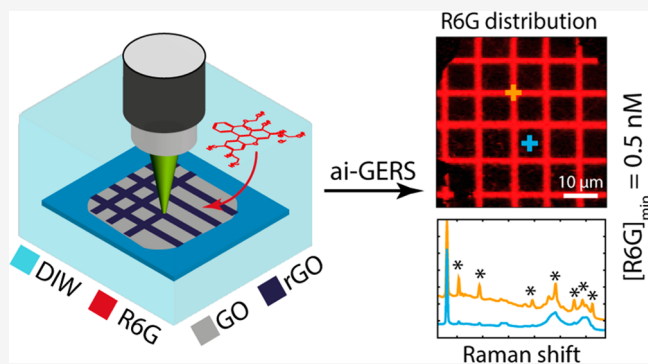 R6G distribution
ai-GERS
10 μm
[R6G]min = 0.5 nM
DIW
R6G
GO
rGO
* * * * * * *
Raman shift